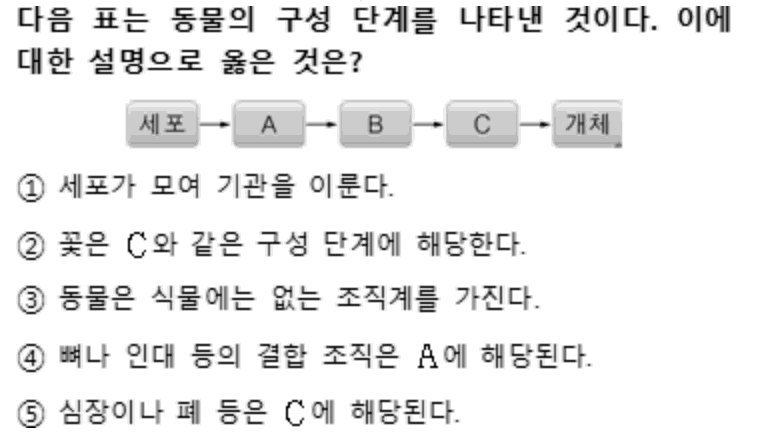 다음 표는 동물의 구성 단계를 나타낸 것이다. 이에
대한 설명으로 옳은 것은?
세포 → A → B → C → 개체
① 세포가 모여 기관을 이룬다.
② 꽃은 C와 같은 구성 단계에 해당한다.
③ 동물은 식물에는 없는 조직계를 가진다.
④ 뼈나 인대 등의 결합 조직은 A에 해당된다.
⑤ 심장이나 폐 등은 C에 해당된다.